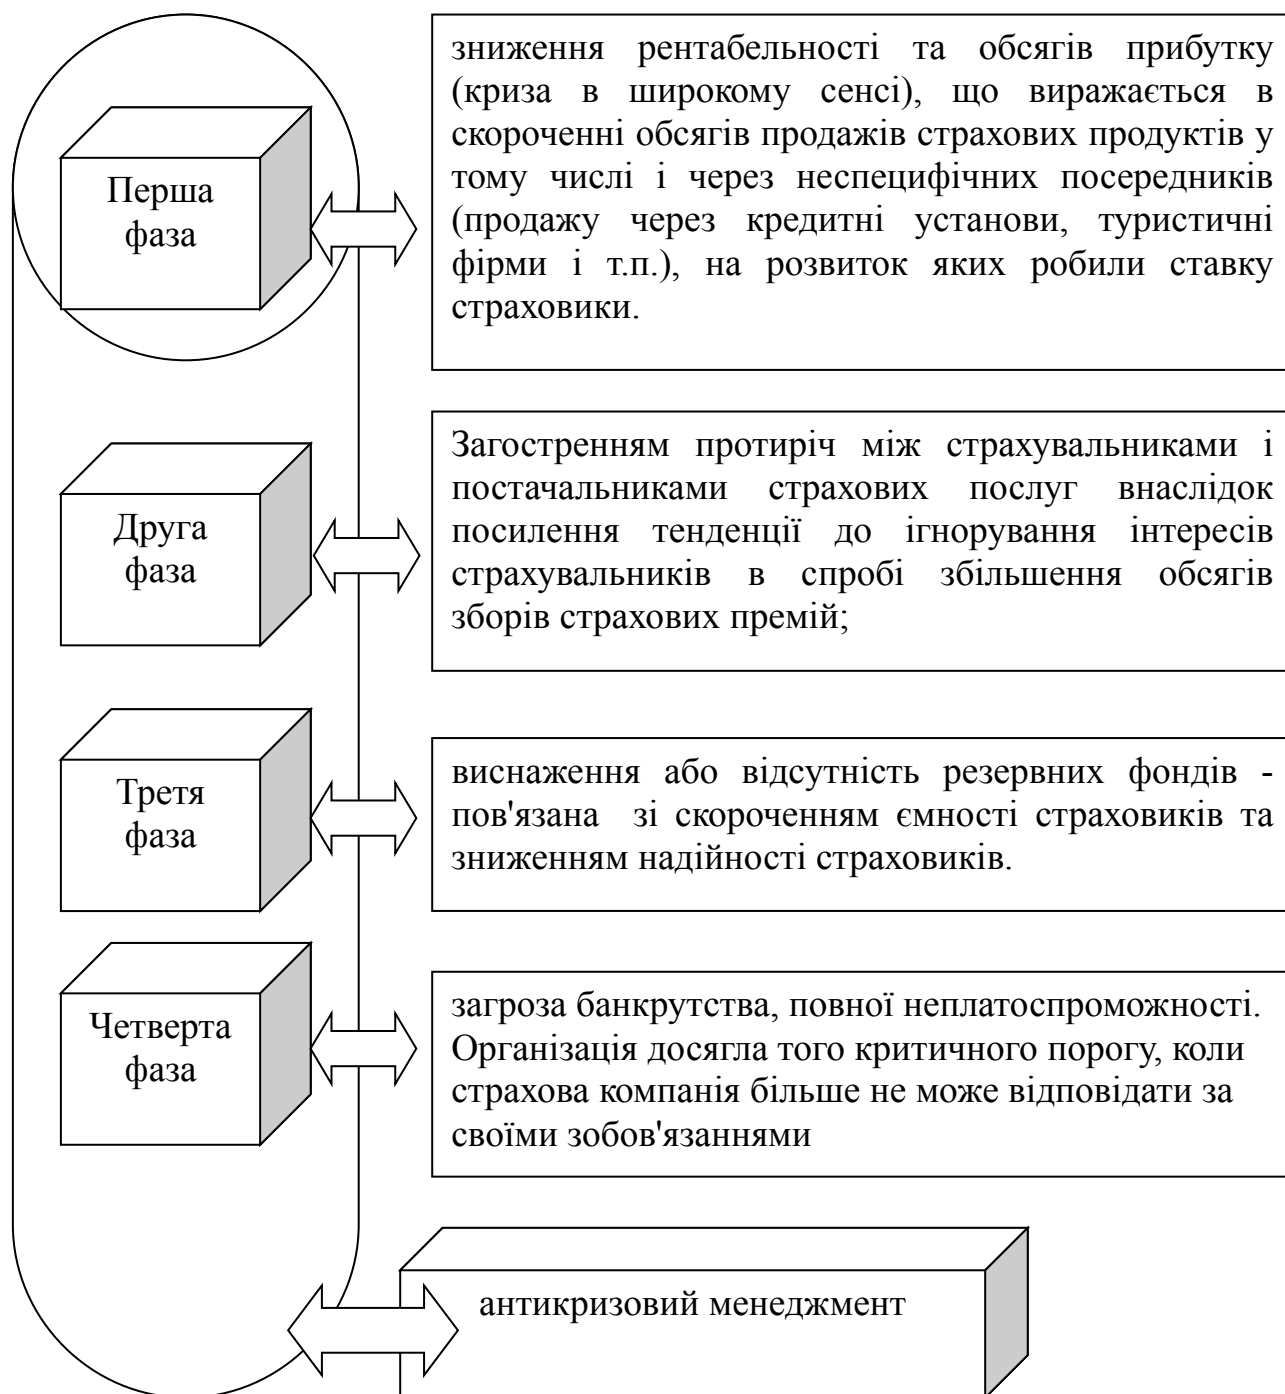 Перша
фаза
зниження рентабельності та обсягів прибутку
(криза в широкому сенсі), що виражається в
скороченні обсягів продажів страхових продуктів у
тому числі і через неспецифічних посередників
(продажу через кредитні установи, туристичні
фірми і т.п.), на розвиток яких робили ставку
страховики.
Друга
фаза
Загостренням протиріч між страхувальниками і
постачальниками страхових послуг внаслідок
посилення тенденції до ігнорування інтересів
страхувальників в спробі збільшення обсягів
зборів страхових премій;
Третя
фаза
виснаження або відсутність резервних фондів -
пов'язана зі скороченням ємності страховиків та
зниженням надійності страховиків.
Четверта
фаза
загроза банкрутства, повної неплатоспроможності.
Організація досягла того критичного порогу, коли
страхова компанія більше не може відповідати за
своїми зобов'язаннями
антикризовий менеджмент